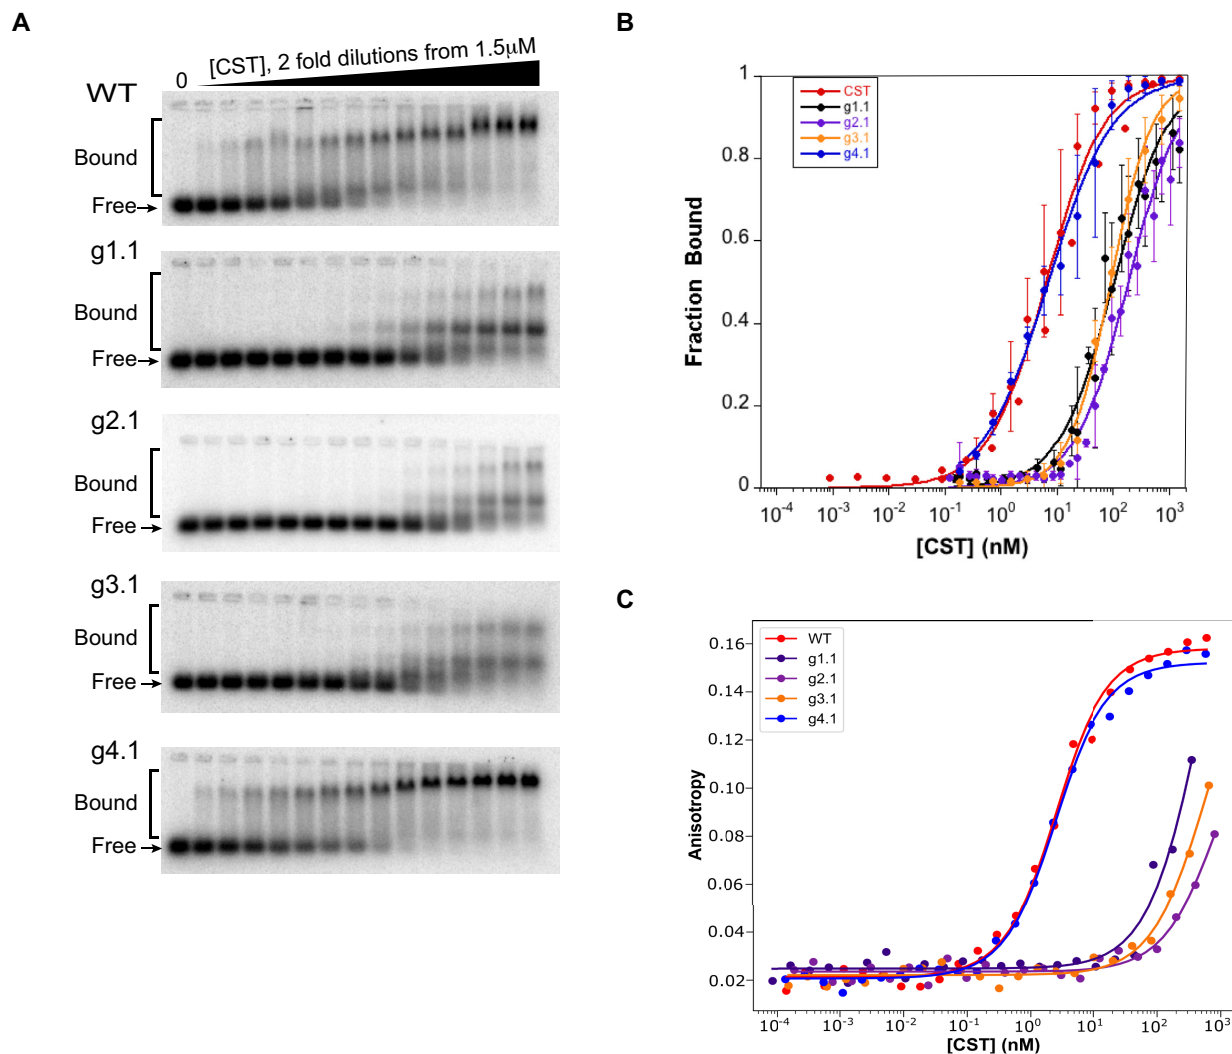 A
[CST], 2 fold dilutions from 1.5µM
0
WT
Bound
Free
g1.1
Bound
Free
g2.1
Bound
Free
g3.1
Bound
Free
g4.1
Bound
Free
B
1
0.8
0.6
0.4
0.2
0
Fraction Bound
CST
g1.1
g2.1
g3.1
g4.1
10⁻⁴ 10⁻³ 10⁻² 10⁻¹ 10⁰ 10¹ 10² 10³
[CST] (nM)
C
0.16
0.14
0.12
0.10
0.08
0.06
0.04
0.02
Anisotropy
WT
g1.1
g2.1
g3.1
g4.1
10⁻⁴ 10⁻³ 10⁻² 10⁻¹ 10⁰ 10¹ 10² 10³
[CST] (nM)